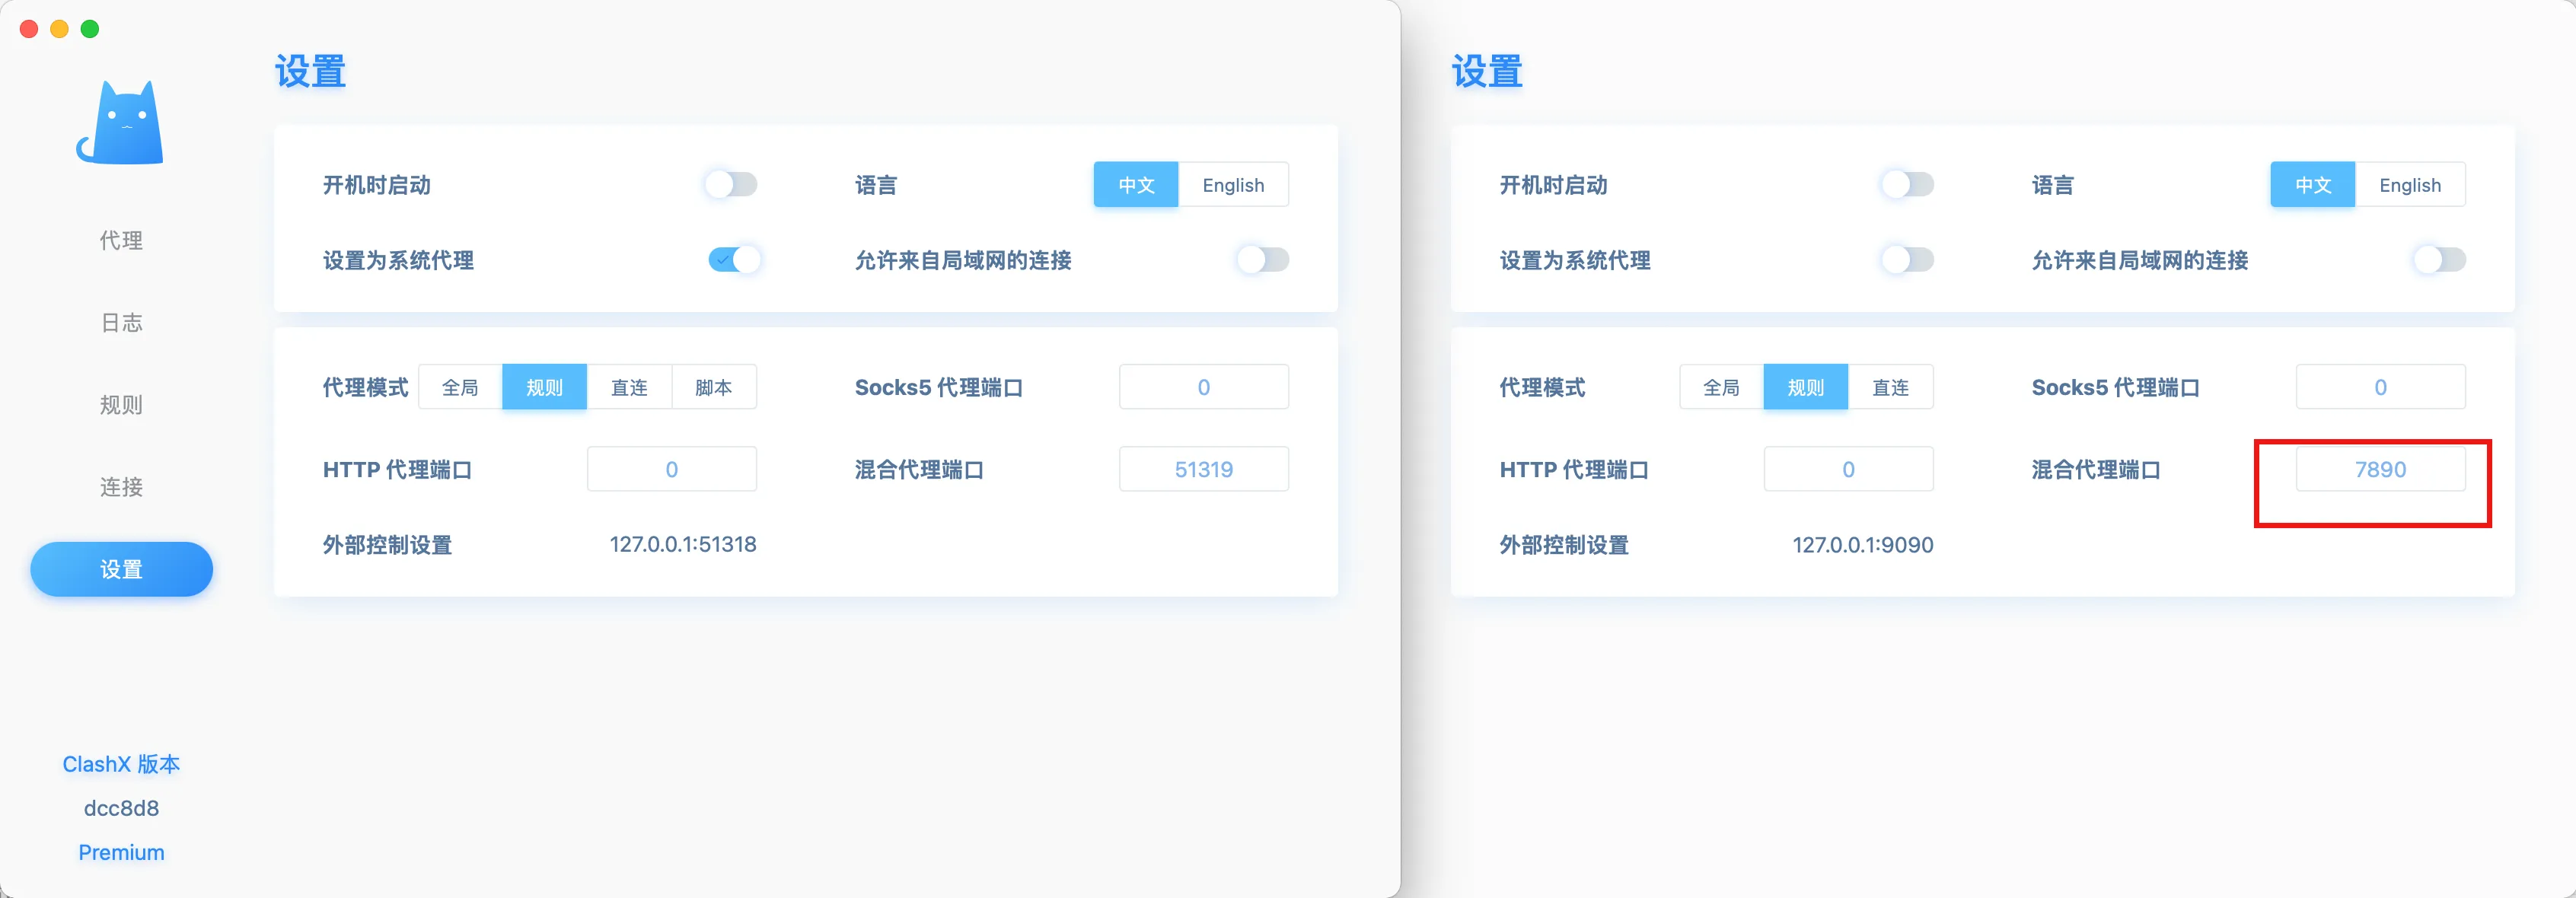 设置
开机时启动
语言
中文
English
设置为系统代理
允许来自局域网的连接
代理模式
全局
规则
直连
脚本
Socks5 代理端口
0
HTTP 代理端口
0
混合代理端口
51319
外部控制设置
127.0.0.1:51318
代理
日志
规则
连接
设置
ClashX 版本
dcc8d8
Premium
设置
开机时启动
语言
中文
English
设置为系统代理
允许来自局域网的连接
代理模式
全局
规则
直连
Socks5 代理端口
0
HTTP 代理端口
0
混合代理端口
7890
外部控制设置
127.0.0.1:9090